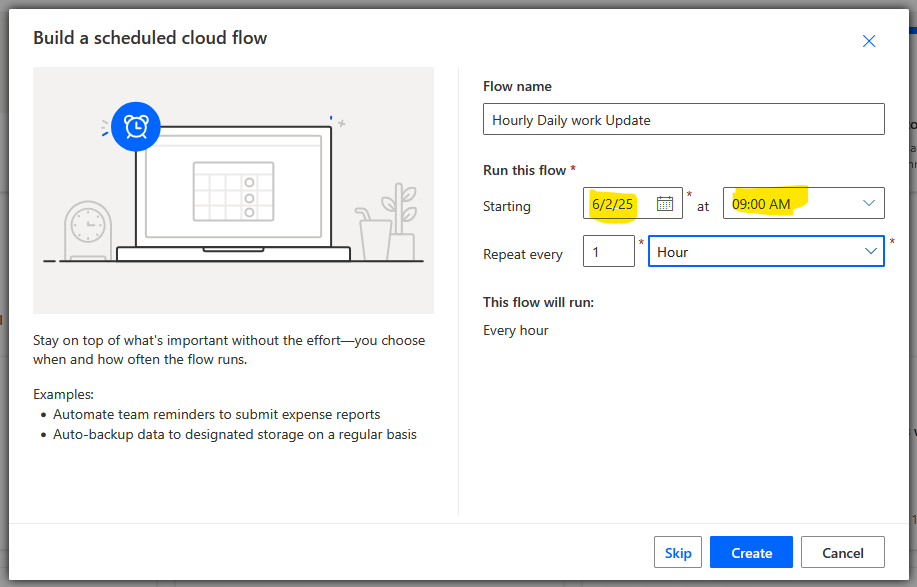 Build a scheduled cloud flow
Flow name
Hourly Daily work Update
Run this flow *
Starting 6/2/25 * at 09:00 AM
Repeat every 1 * Hour *
This flow will run:
Every hour
Stay on top of what's important without the effort—you choose
when and how often the flow runs.
Examples:
• Automate team reminders to submit expense reports
• Auto-backup data to designated storage on a regular basis
Skip Create Cancel